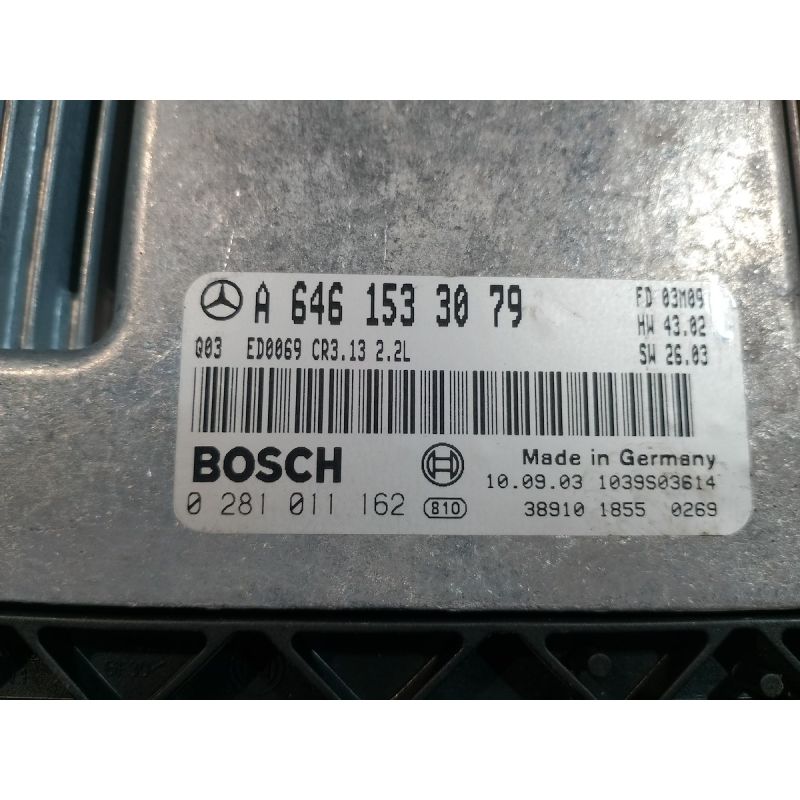 A 646 153 30 79
FD 03M09
HW 43.02
Q03 ED0069 CR3.13 2.2L
SW 26.03
BOSCH
Made in Germany
10.09.03 1039S03614
0 281 011 162 810
38910 1855 0269